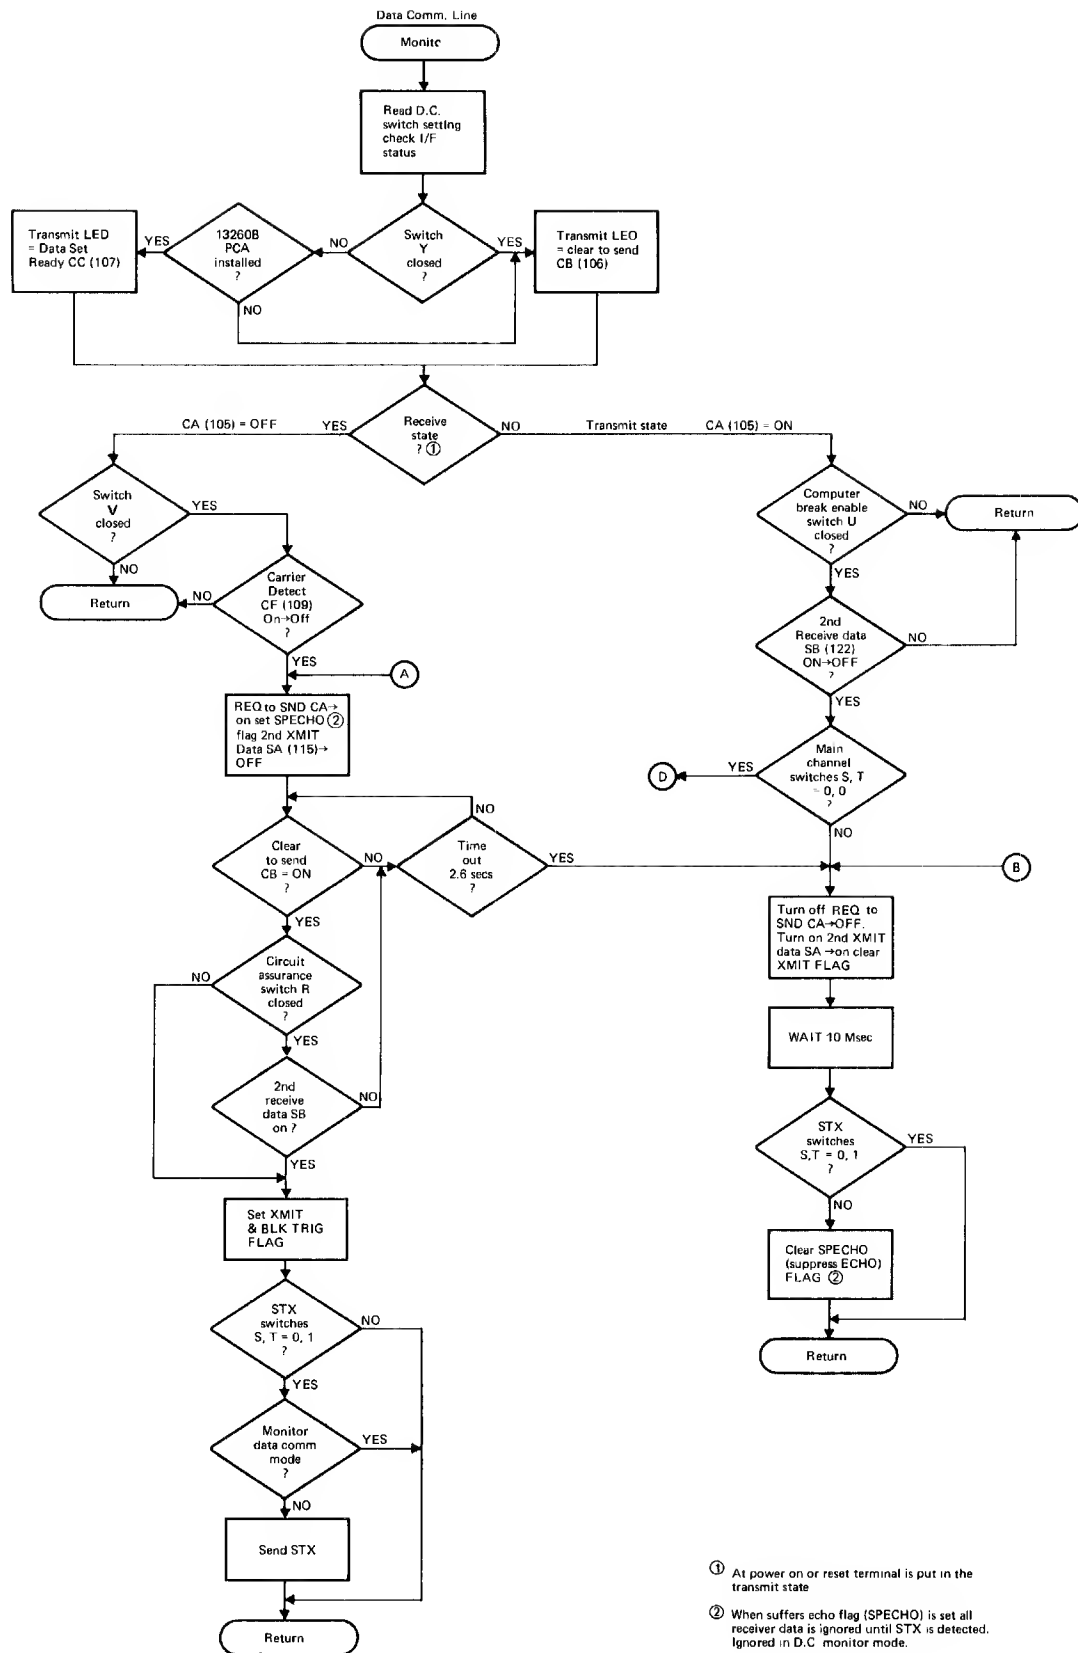 Data Comm. Line
Monito
Read D.C.
switch setting
check I/F
status
Transmit LED
= Data Set
Ready CC (107)
YES
13260B
PCA
installed
?
NO
NO
Switch
Y
closed
?
YES
Transmit LEO
= clear to send
CB (106)
CA (105) = OFF
YES
Receive
state
? ①
NO
Transmit state
CA (105) = ON
Switch
V
closed
?
YES
NO
Return
NO
Carrier
Detect
CF (109)
On→Off
?
YES
A
Computer
break enable
switch U
closed
?
NO
Return
YES
2nd
Receive data
SB (122)
ON→OFF
?
NO
YES
REQ to SND CA→
on set SPECHO ②
flag 2nd XMIT
Data SA (115)→
OFF
D
YES
Main
channel
switches S, T
= 0, 0
?
NO
Clear
to send
CB = ON
?
NO
YES
NO
Time
out
2.6 secs
?
YES
B
Turn off REQ to
SND CA→OFF.
Turn on 2nd XMIT
data SA →on clear
XMIT FLAG
NO
Circuit
assurance
switch R
closed
?
YES
WAIT 10 Msec
2nd
receive
data SB
on ?
NO
YES
STX
switches
S,T = 0, 1
?
YES
NO
Set XMIT
& BLK TRIG
FLAG
Clear SPECHO
(suppress ECHO)
FLAG ②
STX
switches
S, T = 0, 1
?
NO
YES
Return
Monitor
data comm
mode
?
YES
NO
Send STX
Return
① At power on or reset terminal is put in the
transmit state
② When suffers echo flag (SPECHO) is set all
receiver data is ignored until STX is detected.
Ignored in D.C monitor mode.